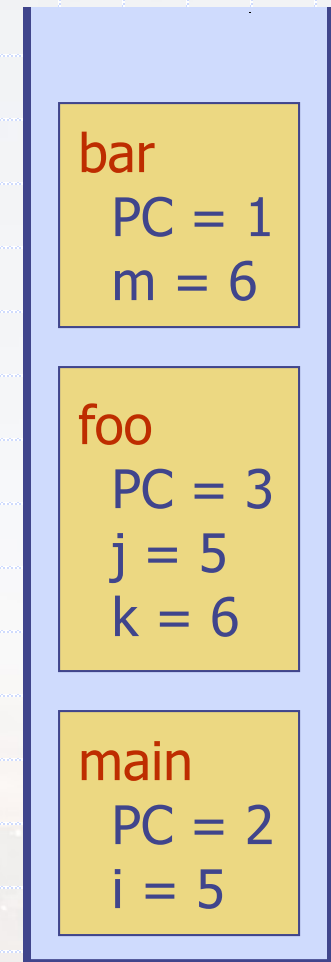 bar
PC = 1
m = 6
foo
PC = 3
j = 5
k = 6
main
PC = 2
i = 5